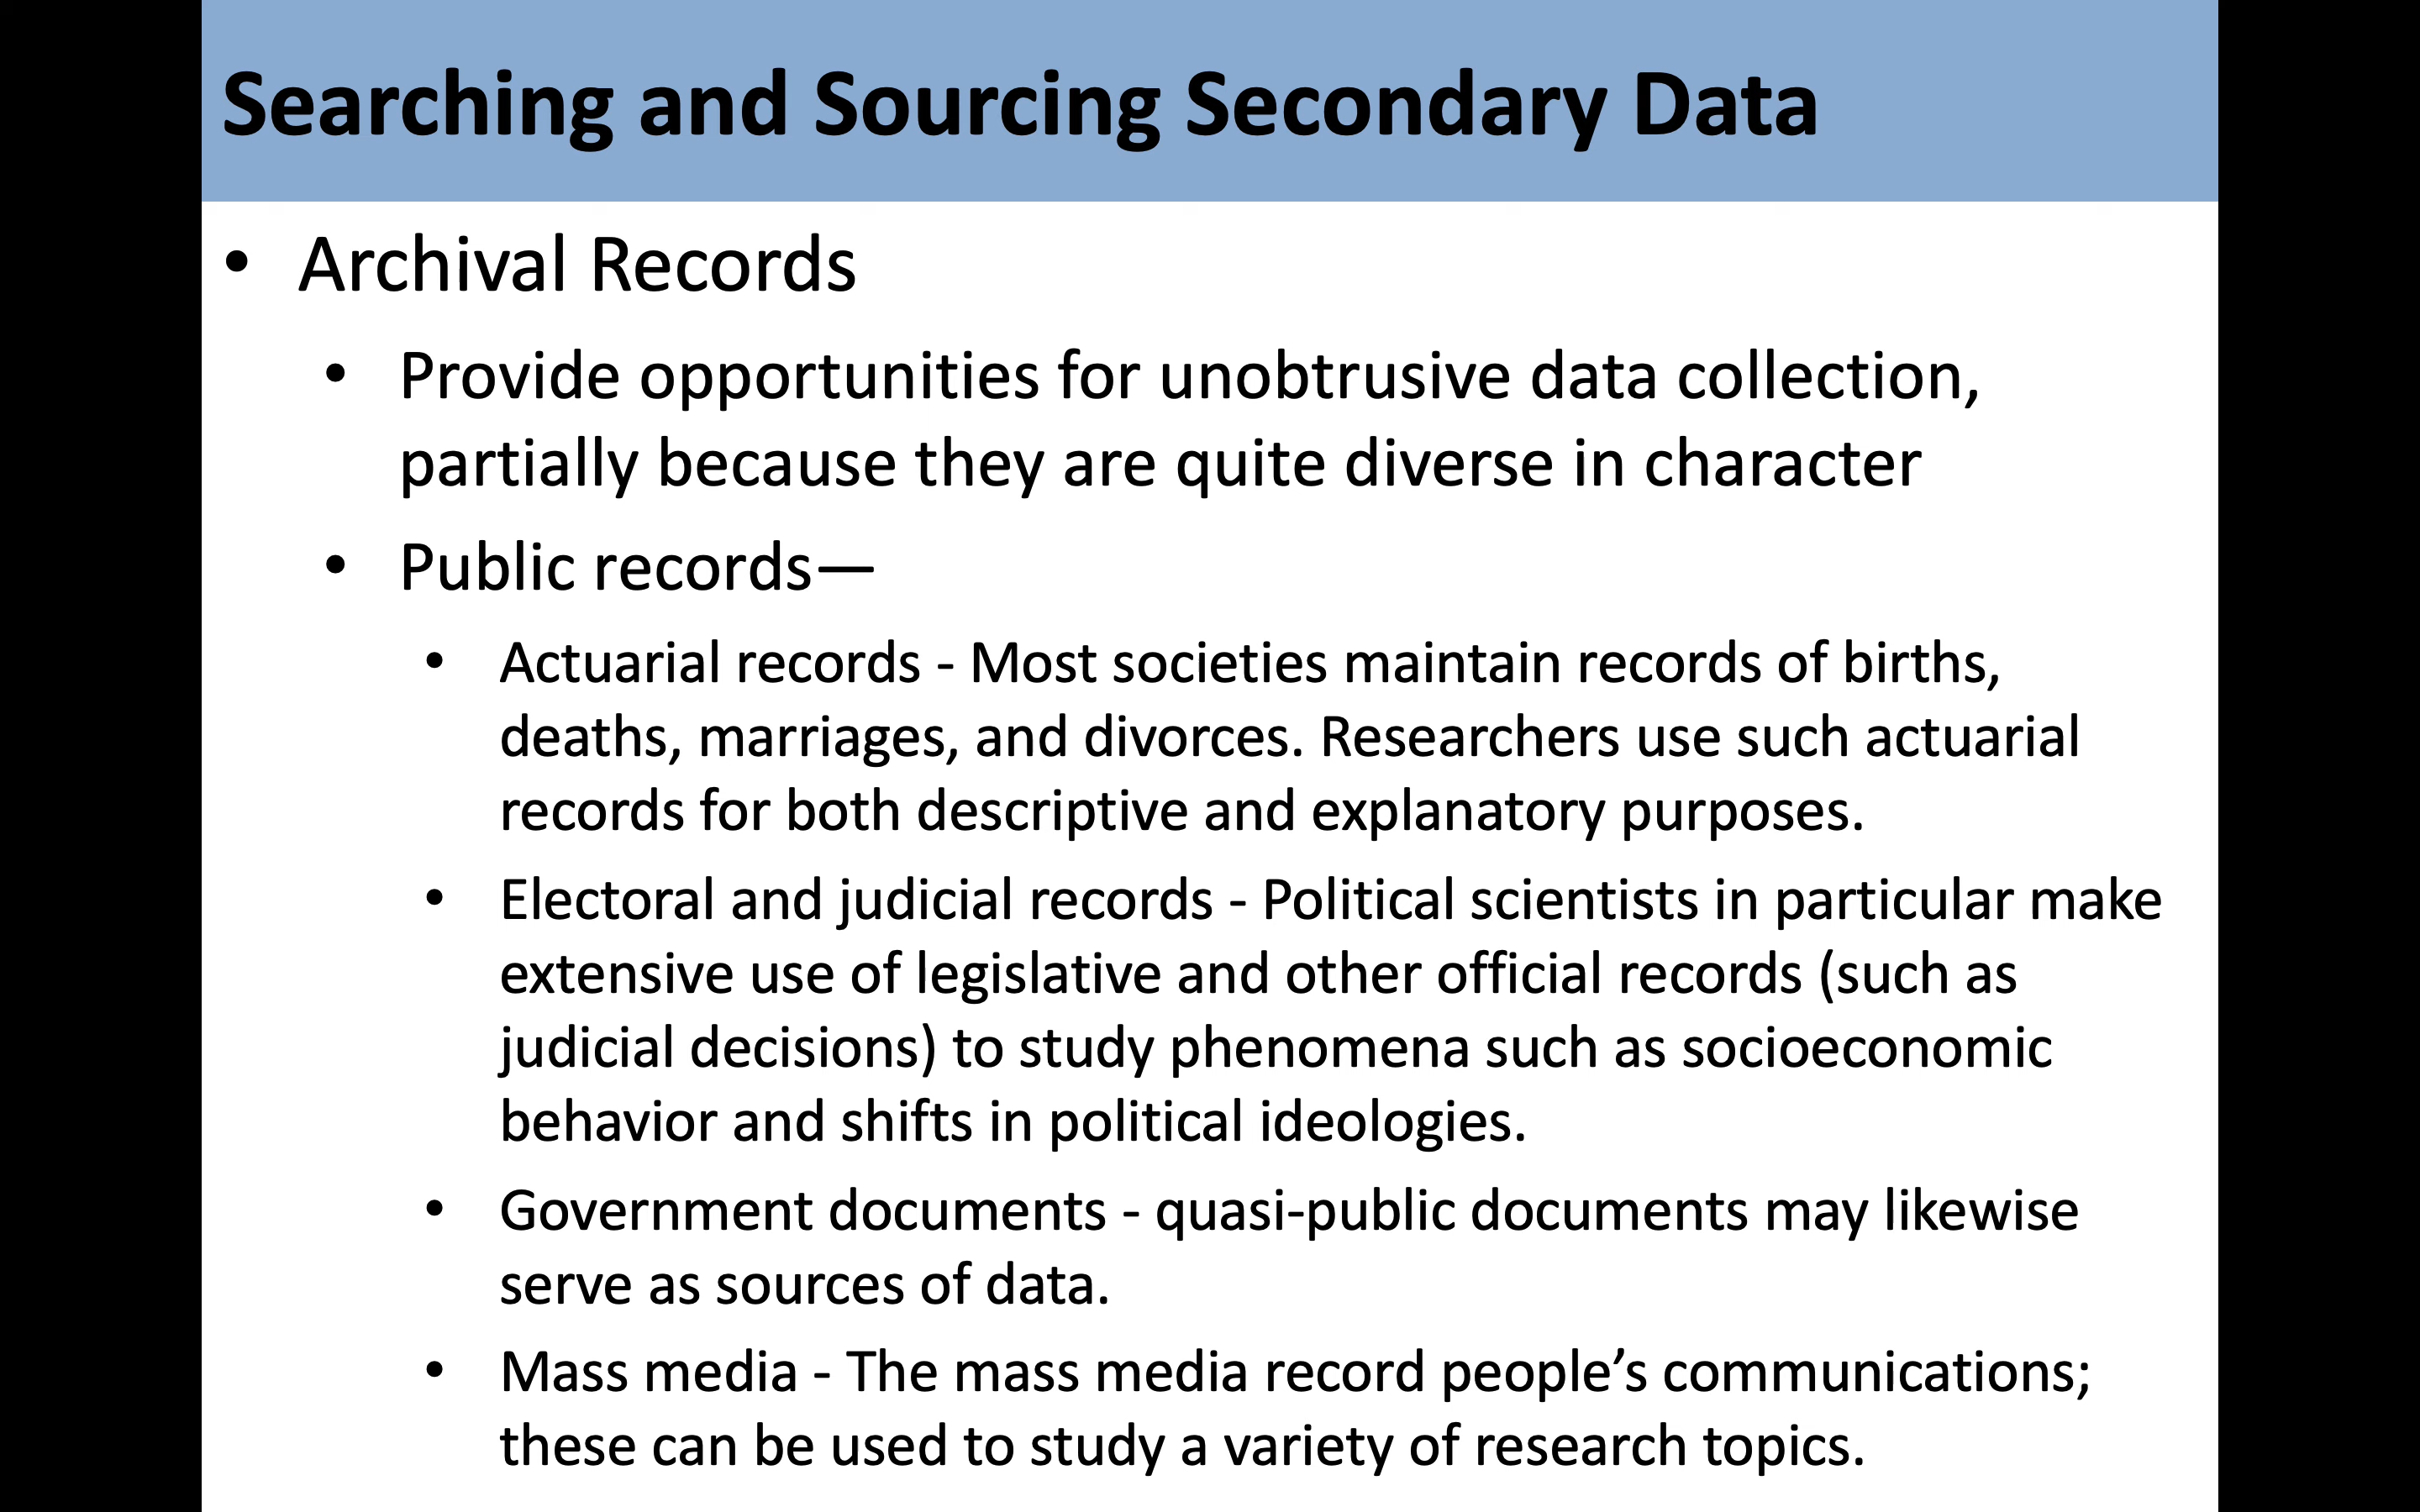 Searching and Sourcing Secondary Data
• Archival Records
• Provide opportunities for unobtrusive data collection,
partially because they are quite diverse in character
• Public records—
• Actuarial records - Most societies maintain records of births,
deaths, marriages, and divorces. Researchers use such actuarial
records for both descriptive and explanatory purposes.
• Electoral and judicial records - Political scientists in particular make
extensive use of legislative and other official records (such as
judicial decisions) to study phenomena such as socioeconomic
behavior and shifts in political ideologies.
• Government documents - quasi-public documents may likewise
serve as sources of data.
• Mass media - The mass media record people’s communications;
these can be used to study a variety of research topics.